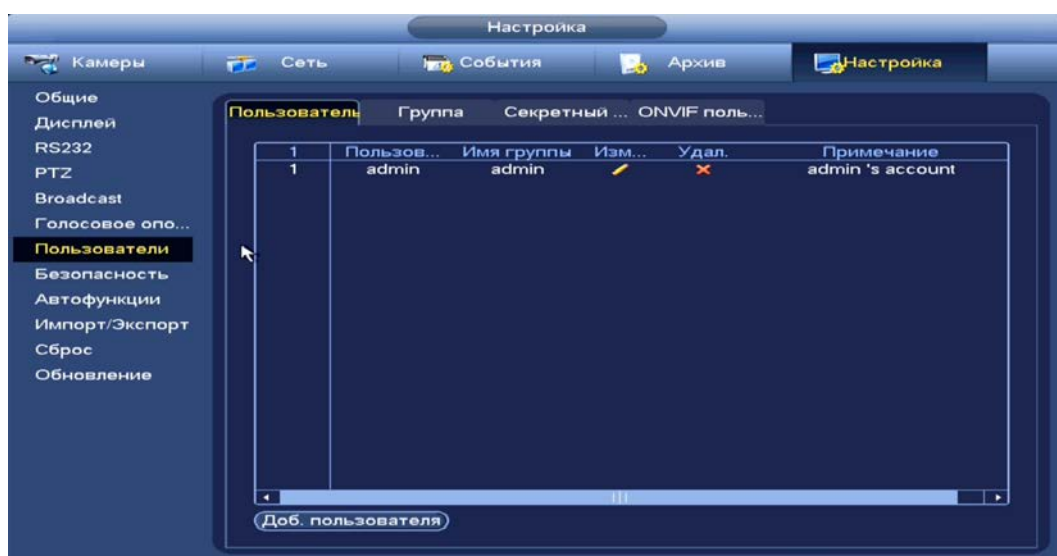 Настройка
Камеры Сеть События Архив Настройка
Общие
Дисплей
RS232
PTZ
Broadcast
Голосовое опо...
Пользователи
Безопасность
Автофункции
Импорт/Экспорт
Сброс
Обновление
Пользователь Группа Секретный ... ONVIF поль...
1 Пользов... Имя группы Изм... Удал. Примечание
1 admin admin admin 's account
Доб. пользователя